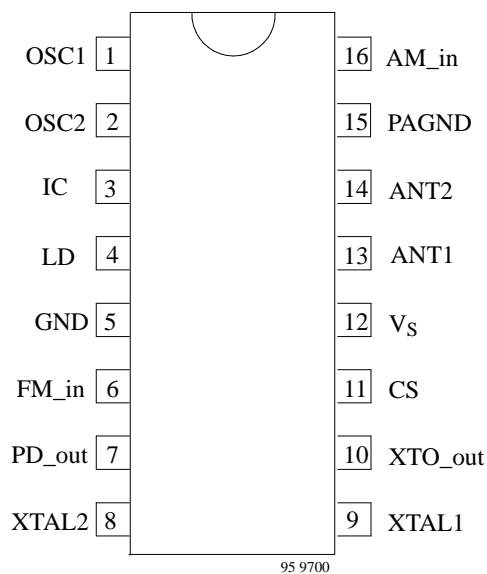 OSC1 1 16 AM_in
OSC2 2 15 PAGND
IC 3 14 ANT2
LD 4 13 ANT1
GND 5 12 VS
FM_in 6 11 CS
PD_out 7 10 XTO_out
XTAL2 8 9 XTAL1
95 9700